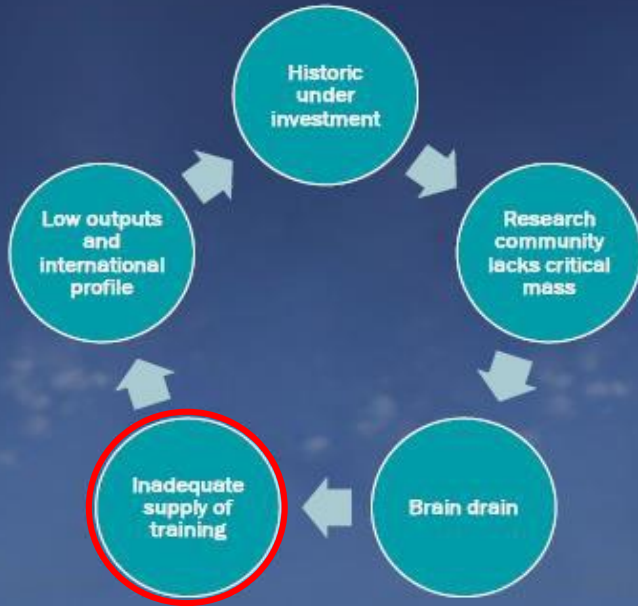 Historic
under
investment
Research
community
lacks critical
mass
Brain drain
Inadequate
supply of
training
Low outputs
and
international
profile